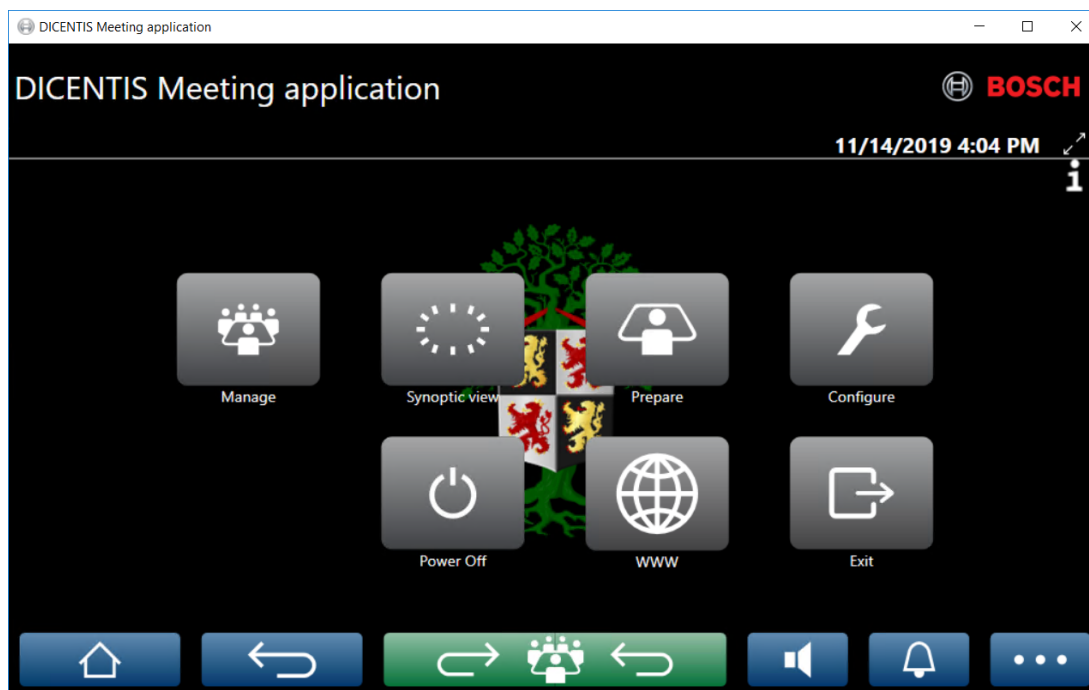 DICENTIS Meeting application
DICENTIS Meeting application
BOSCH
11/14/2019 4:04 PM
Manage
Synoptic view
Prepare
Configure
Power Off
WWW
Exit